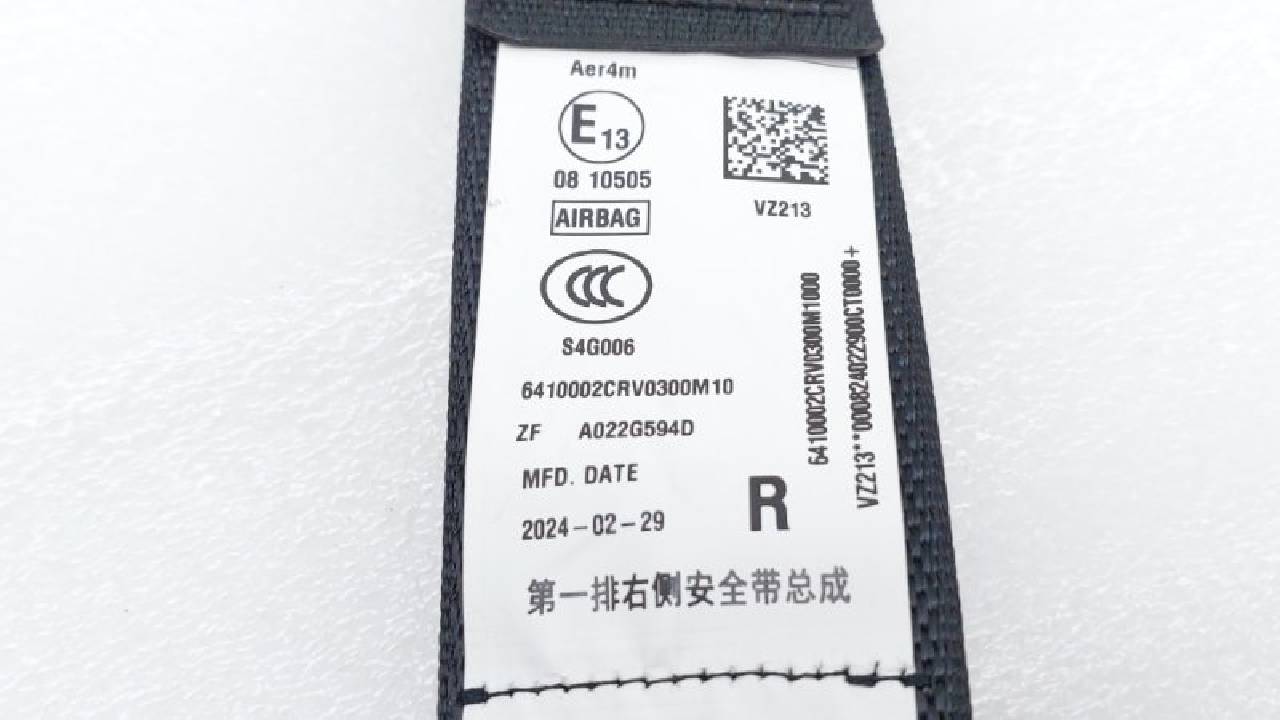 Aer4m
E13
08 10505
AIRBAG
VZ213
CCC
S4G006
6410002CRV0300M10
ZF A022G594D
MFD. DATE
2024-02-29
R
第一排右侧安全带总成
6410002CRV0300M1000
VZ213**000824022900CT0000+